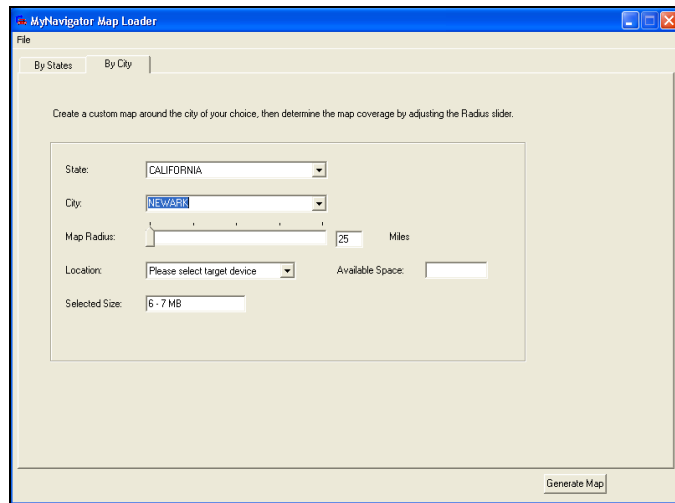 MyNavigator Map Loader
File
By States By City
Create a custom map around the city of your choice, then determine the map coverage by adjusting the Radius slider.
State: CALIFORNIA
City: NEWARK
Map Radius: 25 Miles
Location: Please select target device Available Space:
Selected Size: 6 - 7 MB
Generate Map